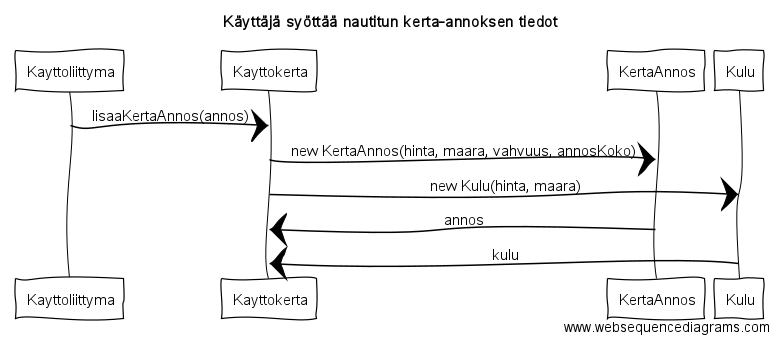 Käyttäjä syöttää nautitun kerta-annoksen tiedot
Kayttoliittyma Kayttokerta KertaAnnos Kulu
lisaaKertaAnnos(annos)
new KertaAnnos(hinta, maara, vahvuus, annosKoko)
new Kulu(hinta, maara)
annos
kulu
Kayttoliittyma Kayttokerta KertaAnnos Kulu
www.websequencediagrams.com